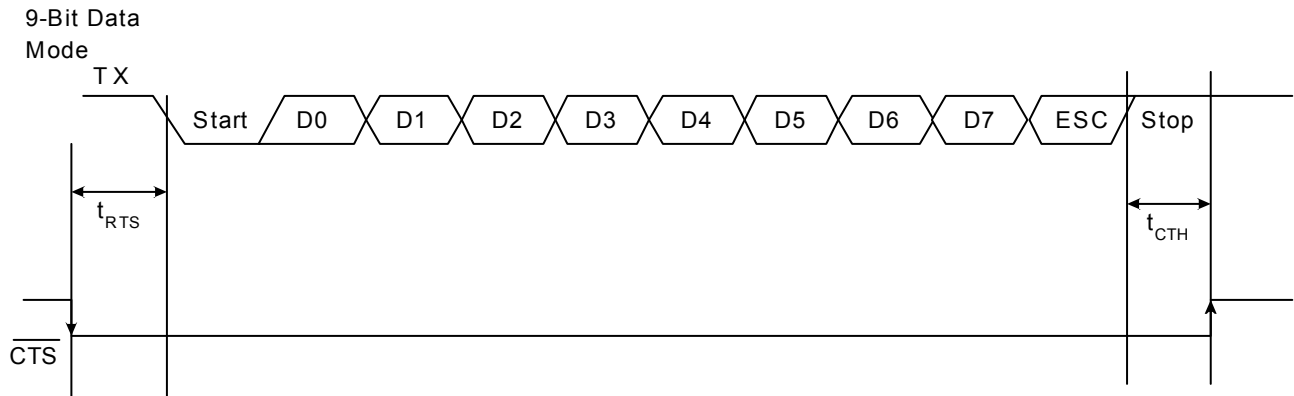 9-Bit Data
Mode
TX
Start D0 D1 D2 D3 D4 D5 D6 D7 ESC Stop
tRTS
tCTH
CTS